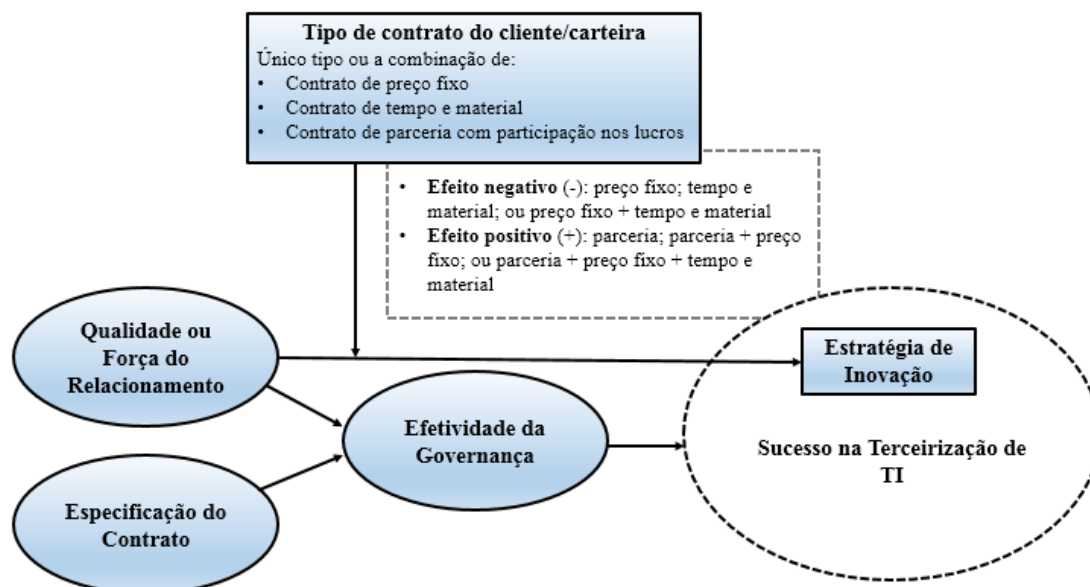 Tipo de contrato do cliente/carteira
Único tipo ou a combinação de:
• Contrato de preço fixo
• Contrato de tempo e material
• Contrato de parceria com participação nos lucros
• Efeito negativo (-): preço fixo; tempo e
material; ou preço fixo + tempo e material
• Efeito positivo (+): parceria; parceria + preço
fixo; ou parceria + preço fixo + tempo e
material
Qualidade ou
Força do
Relacionamento
Estratégia de
Inovação
Efetividade da
Governança
Sucesso na Terceirização de
TI
Especificação do
Contrato